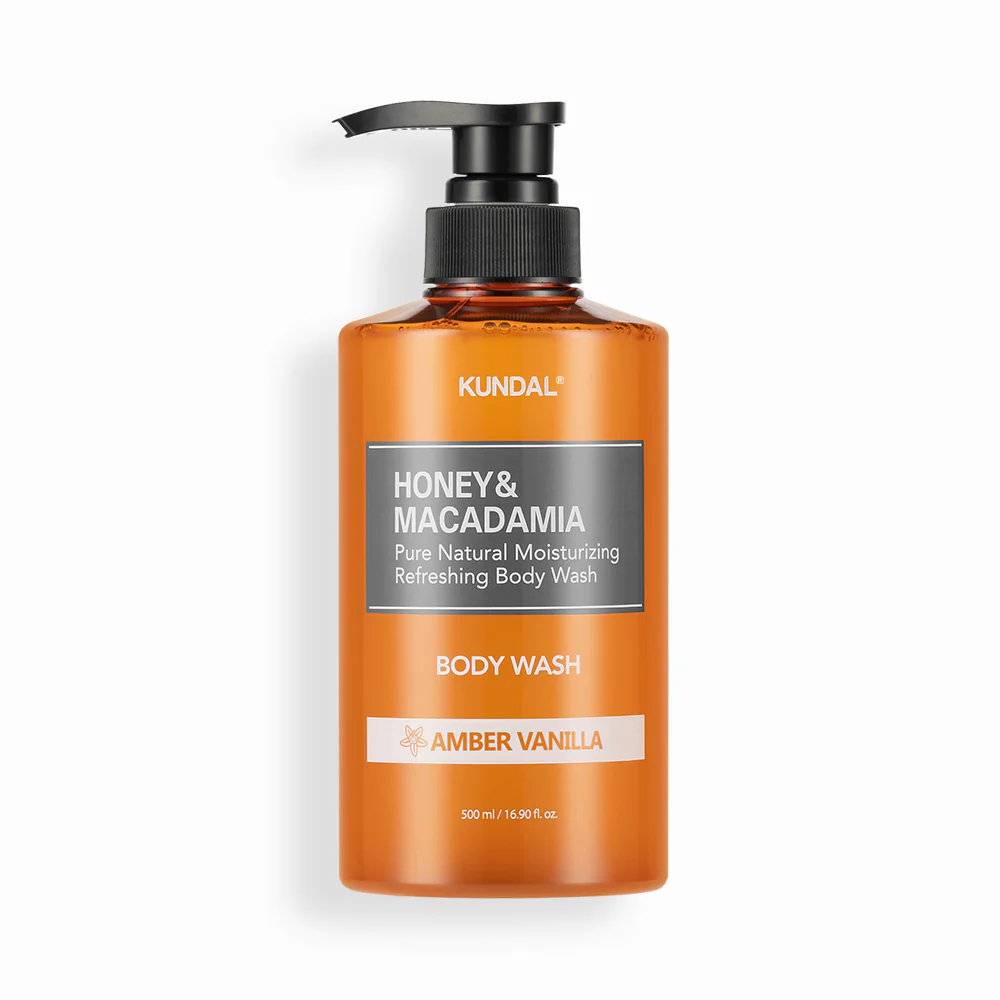 KUNDAL®
HONEY&
MACADAMIA
Pure Natural Moisturizing
Refreshing Body Wash
BODY WASH
AMBER VANILLA
500 ml / 16.90 fl. oz.